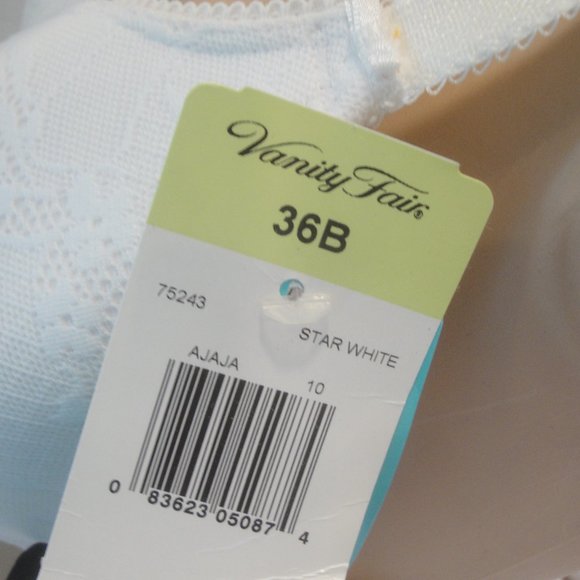 Vanity Fair®
36B
75243
STAR WHITE
AJAJA 10
0 83623 05087 4